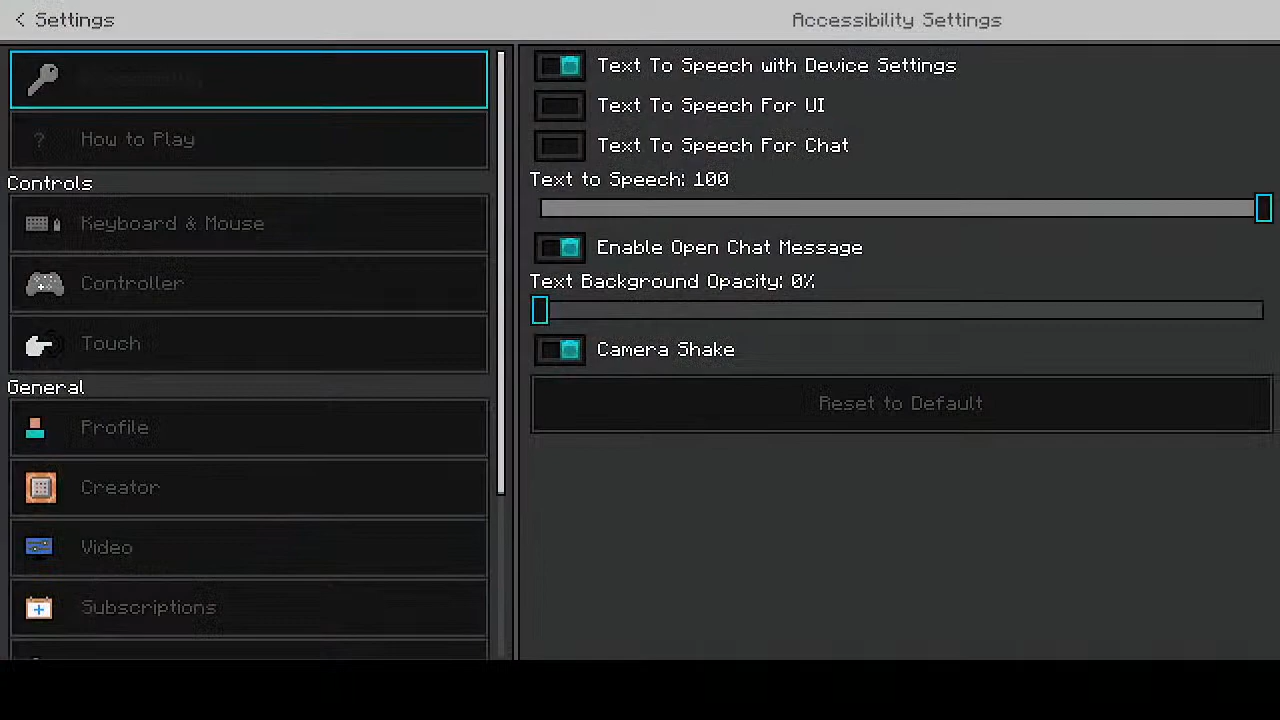 Settings
Accessibility Settings
How to Play
Controls
Keyboard & Mouse
Controller
Touch
General
Profile
Creator
Video
Subscriptions
Text To Speech with Device Settings
Text To Speech For UI
Text To Speech For Chat
Text to Speech: 100
Enable Open Chat Message
Text Background Opacity: 0%
Camera Shake
Reset to Default